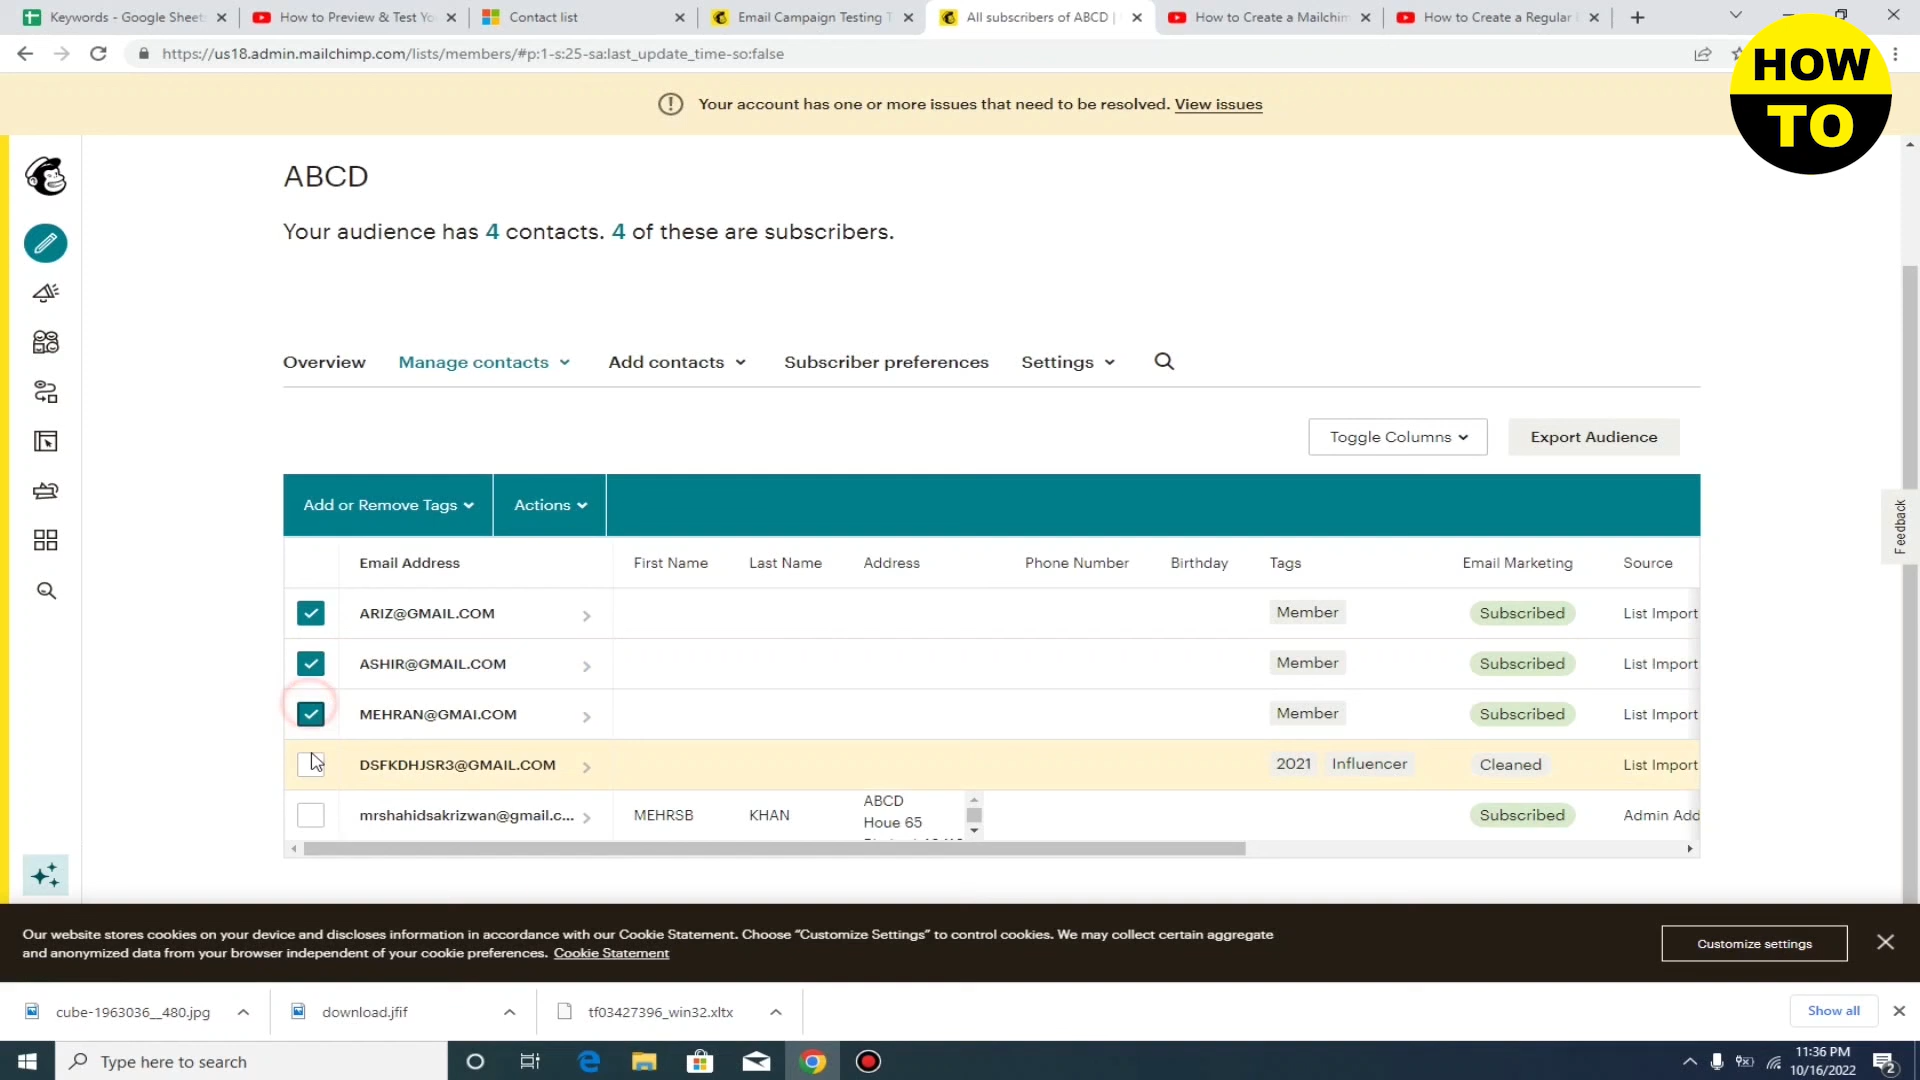 Keywords - Google Sheets
How to Preview & Test Yo
Contact list
Email Campaign Testing T
All subscribers of ABCD |
How to Create a Mailchim
How to Create a Regular
https://us18.admin.mailchimp.com/lists/members/#p:1-s:25-sa:last_update_time-so:false
HOW
TO
Your account has one or more issues that need to be resolved. View issues
ABCD
Your audience has 4 contacts. 4 of these are subscribers.
Overview
Manage contacts
Add contacts
Subscriber preferences
Settings
Toggle Columns
Export Audience
Feedback
Add or Remove Tags
Actions
Email Address First Name Last Name Address Phone Number Birthday Tags Email Marketing Source
ARIZ@GMAIL.COM Member Subscribed List Import
ASHIR@GMAIL.COM Member Subscribed List Import
MEHRAN@GMAI.COM Member Subscribed List Import
DSFKDHJSR3@GMAIL.COM 2021 Influencer Cleaned List Import
mrshahidsakrizwan@gmail.c... MEHRSB KHAN ABCD Subscribed Admin Add
Houe 65
Our website stores cookies on your device and discloses information in accordance with our Cookie Statement. Choose "Customize Settings" to control cookies. We may collect certain aggregate
and anonymized data from your browser independent of your cookie preferences. Cookie Statement
Customize settings
cube-1963036__480.jpg
download.jfif
tf03427396_win32.xltx
Show all
Type here to search
11:36 PM
10/16/2022
2